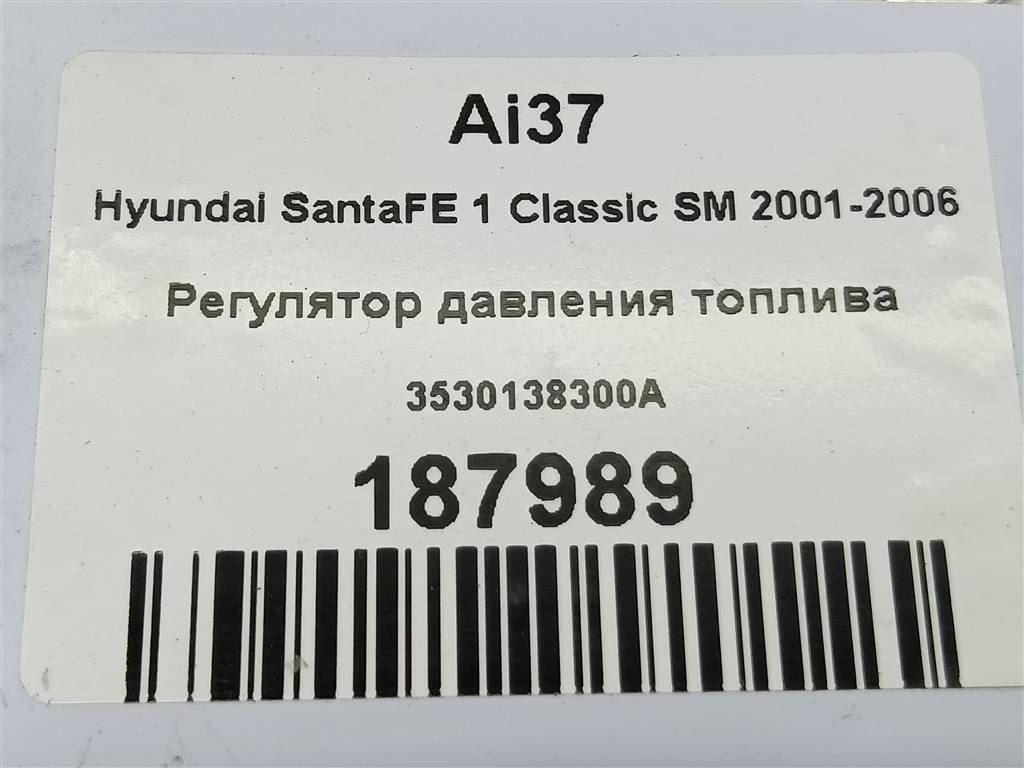 Ai37
Hyundai SantaFE 1 Classic SM 2001-2006
Регулятор давления топлива
3530138300A
187989